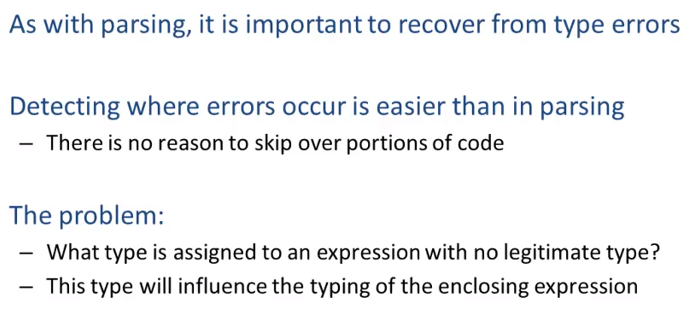 As with parsing, it is important to recover from type errors
Detecting where errors occur is easier than in parsing
– There is no reason to skip over portions of code
The problem:
– What type is assigned to an expression with no legitimate type?
– This type will influence the typing of the enclosing expression